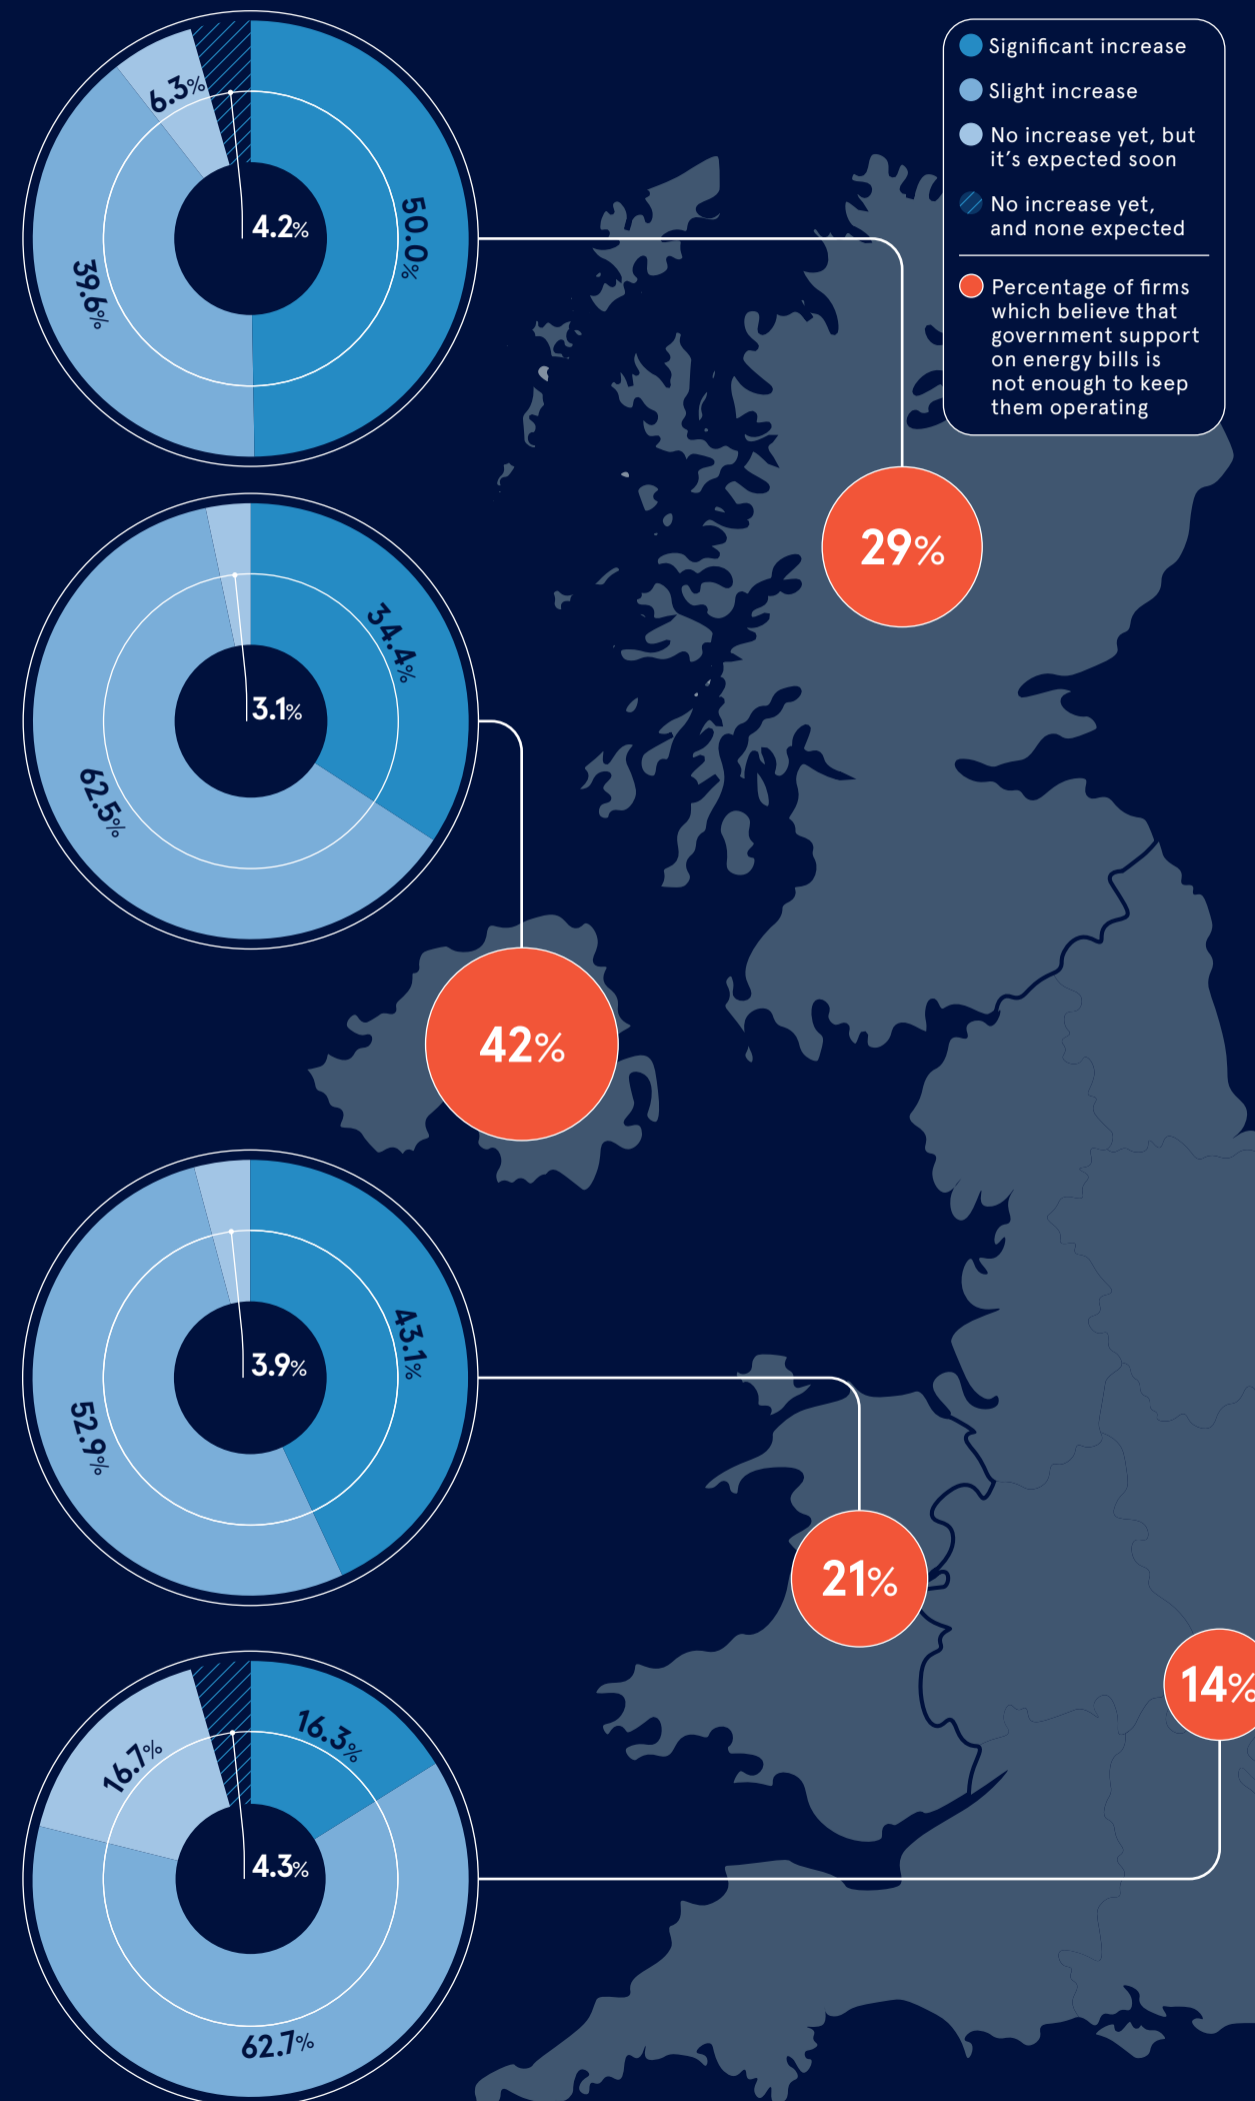 Significant increase
Slight increase
No increase yet, but
it's expected soon
No increase yet,
and none expected
Percentage of firms
which believe that
government support
on energy bills is
not enough to keep
them operating
6.3%
4.2%
50.0%
39.6%
29%
34.4%
3.1%
62.5%
42%
43.1%
3.9%
52.9%
21%
14%
16.3%
16.7%
4.3%
62.7%